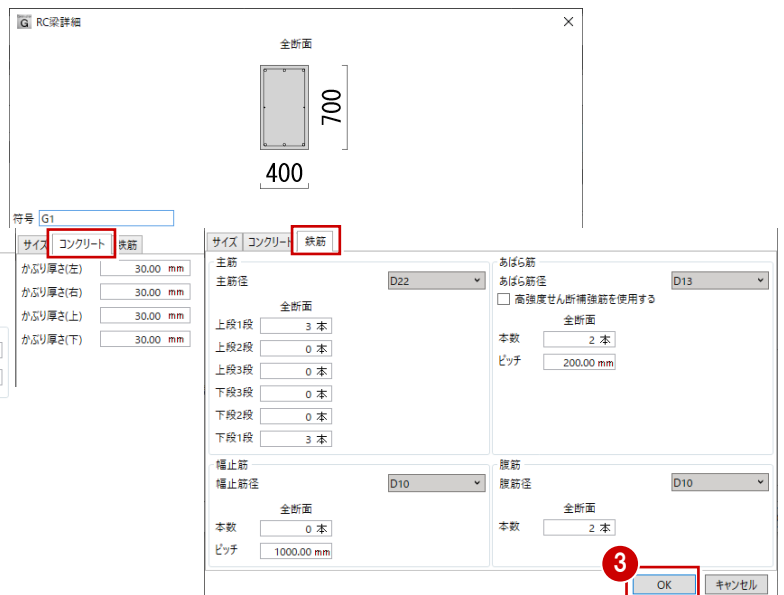 G RC梁詳細
全断面
700
400
符号 G1
サイズ コンクリート 鉄筋
かぶり厚さ(左) 30.00 mm
かぶり厚さ(右) 30.00 mm
かぶり厚さ(上) 30.00 mm
かぶり厚さ(下) 30.00 mm
サイズ コンクリート 鉄筋
主筋
主筋径 D22
全断面
上段1段 3 本
上段2段 0 本
上段3段 0 本
下段3段 0 本
下段2段 0 本
下段1段 3 本
あばら筋
あばら筋径 D13
高強度せん断補強筋を使用する
全断面
本数 2 本
ピッチ 200.00 mm
幅止筋
幅止筋径 D10
全断面
本数 0 本
ピッチ 1000.00 mm
腹筋
腹筋径 D10
全断面
本数 2 本
3
OK キャンセル